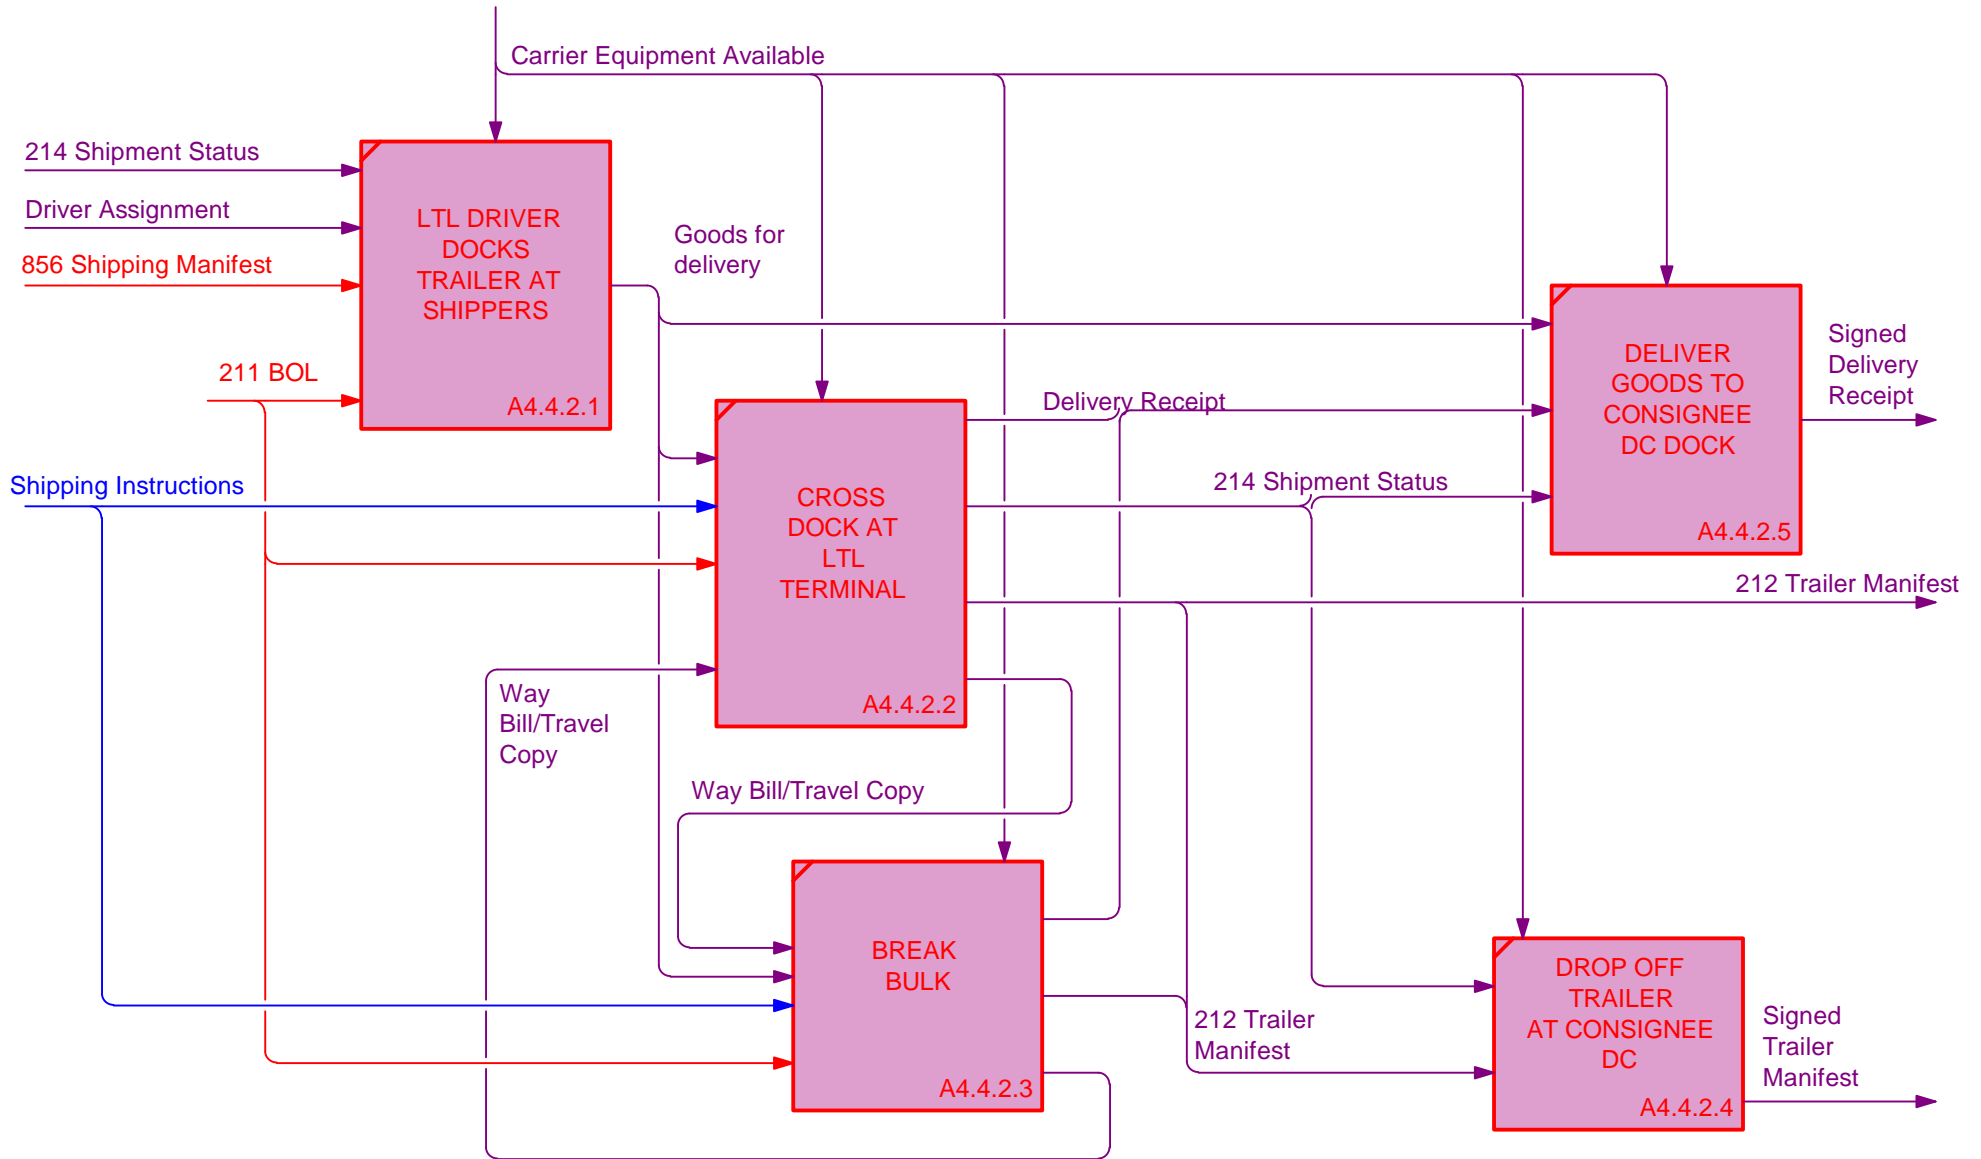 Carrier Equipment Available
214 Shipment Status
Driver Assignment
856 Shipping Manifest
211 BOL
Shipping Instructions
LTL DRIVER
DOCKS
TRAILER AT
SHIPPERS
A4.4.2.1
Goods for
delivery
CROSS
DOCK AT
LTL
TERMINAL
A4.4.2.2
Delivery Receipt
214 Shipment Status
DELIVER
GOODS TO
CONSIGNEE
DC DOCK
A4.4.2.5
Signed
Delivery
Receipt
212 Trailer Manifest
Way
Bill/Travel
Copy
Way Bill/Travel Copy
BREAK
BULK
A4.4.2.3
212 Trailer
Manifest
DROP OFF
TRAILER
AT CONSIGNEE
DC
A4.4.2.4
Signed
Trailer
Manifest